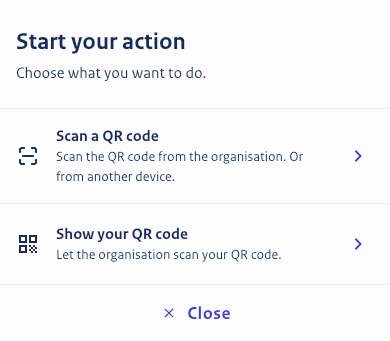 Start your action
Choose what you want to do.
Scan a QR code
Scan the QR code from the organisation. Or
from another device.
Show your QR code
Let the organisation scan your QR code.
Close